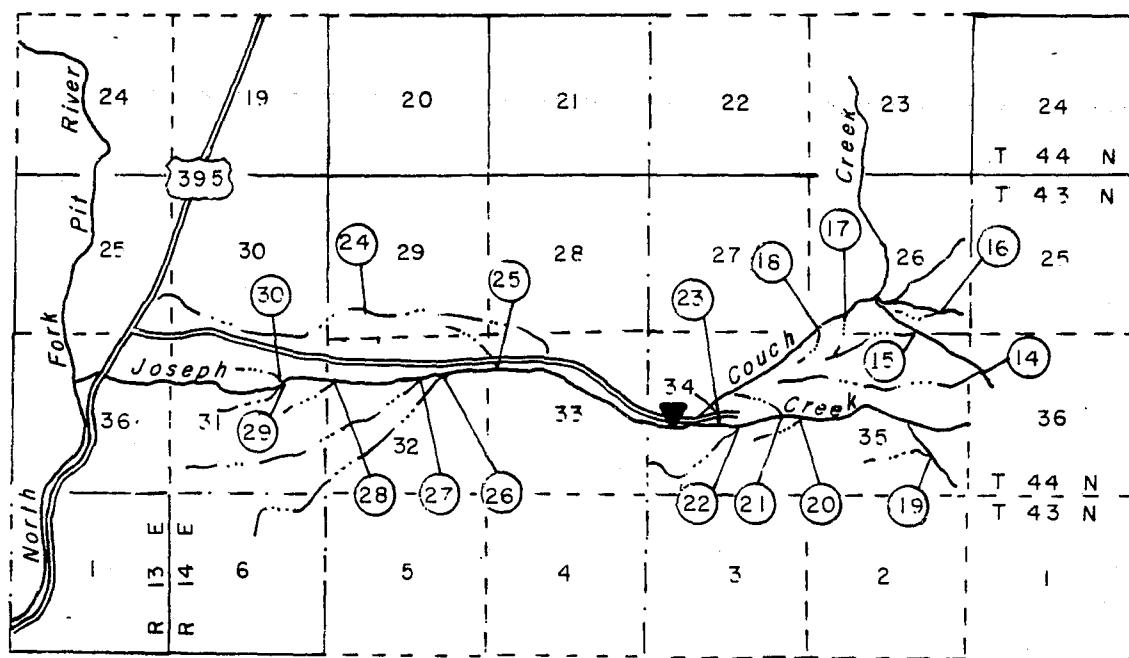 24 19 20 21 22 23 24
T 44 N
T 43 N
395
North Fork Pit River
Creek
17
25 30 29 28 27 26 25
24
16
18
30
25
23
Couch
15
14
Joseph
34
Creek
36 31 32 33 35 36
29
28
27
26
22
21
20
19
T 44 N
T 43 N
R 13 E
R 14 E
1 6 5 4 3 2 1